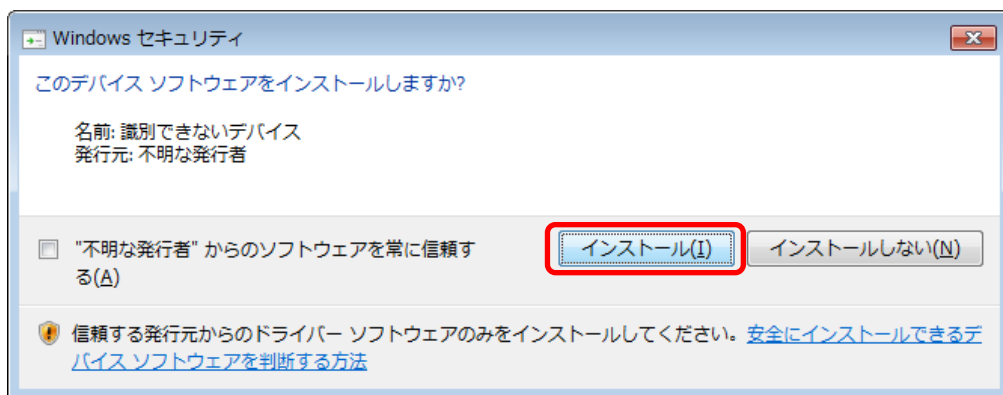 Windows セキュリティ
このデバイス ソフトウェアをインストールしますか?
名前: 識別できないデバイス
発行元: 不明な発行者
"不明な発行者" からのソフトウェアを常に信頼す
る(A)
インストール(I)
インストールしない(N)
信頼する発行元からのドライバー ソフトウェアのみをインストールしてください。安全にインストールできるデ
バイス ソフトウェアを判断する方法